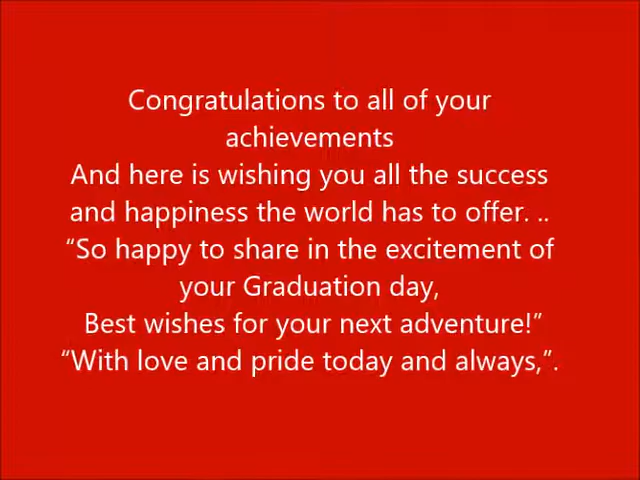 Congratulations to all of your
achievements
And here is wishing you all the success
and happiness the world has to offer. ..
“So happy to share in the excitement of
your Graduation day,
Best wishes for your next adventure!”
“With love and pride today and always,”.